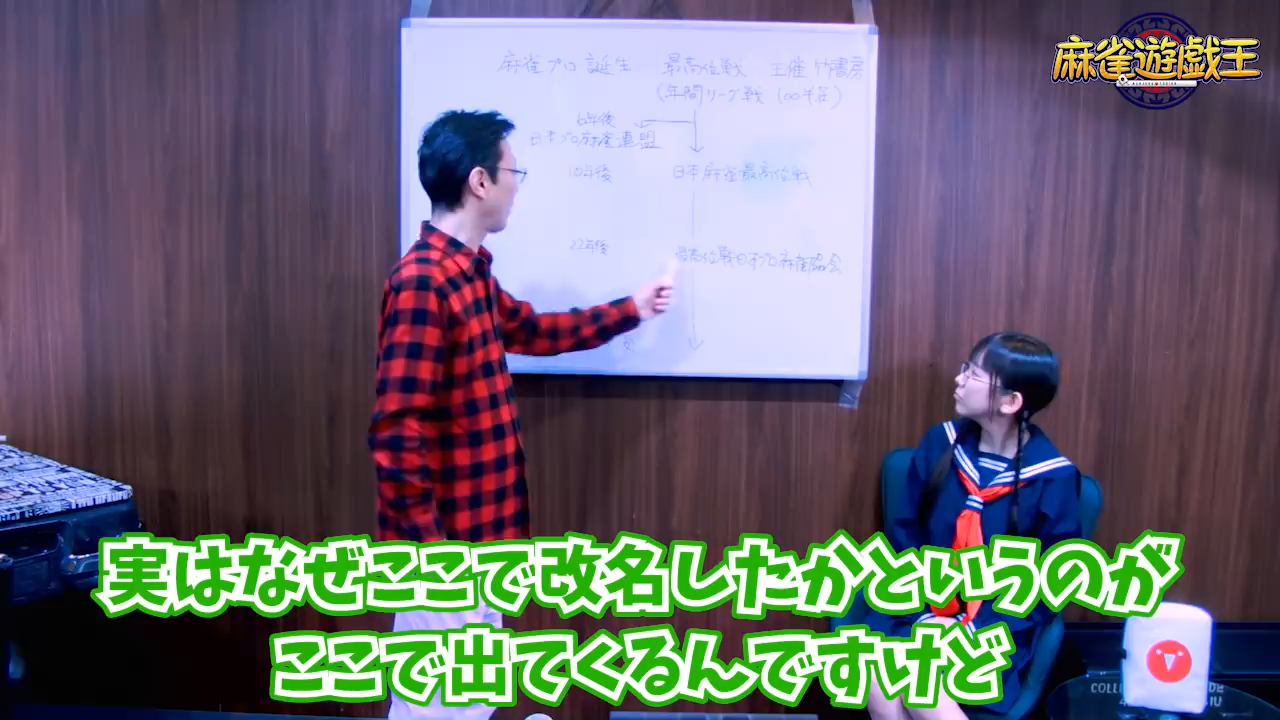 麻雀遊戯王
麻雀プロ誕生 最高位戦 主催 竹書房
(年間リーグ戦 100半荘)
6年後
日本プロ麻雀連盟
10年後 日本麻雀最高位戦
22年後 最高位戦日本プロ麻雀協会
実はなぜここで改名したかというのが
ここで出てくるんですけど